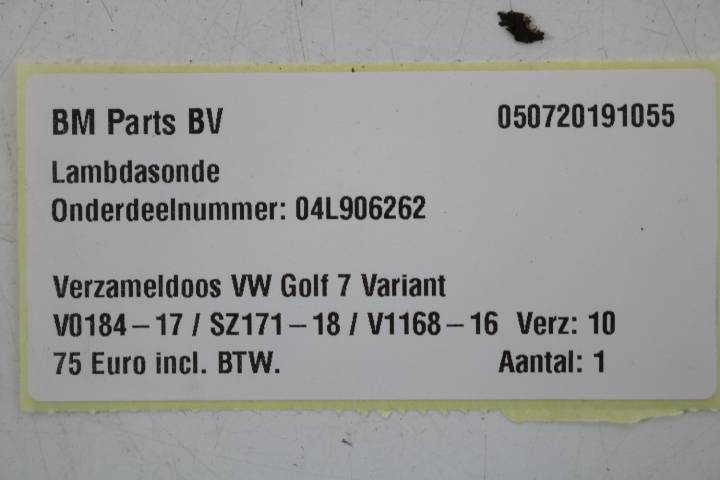 BM Parts BV 050720191055
Lambdasonde
Onderdeelnummer: 04L906262
Verzameldoos VW Golf 7 Variant
V0184-17 / SZ171-18 / V1168-16 Verz: 10
75 Euro incl. BTW. Aantal: 1